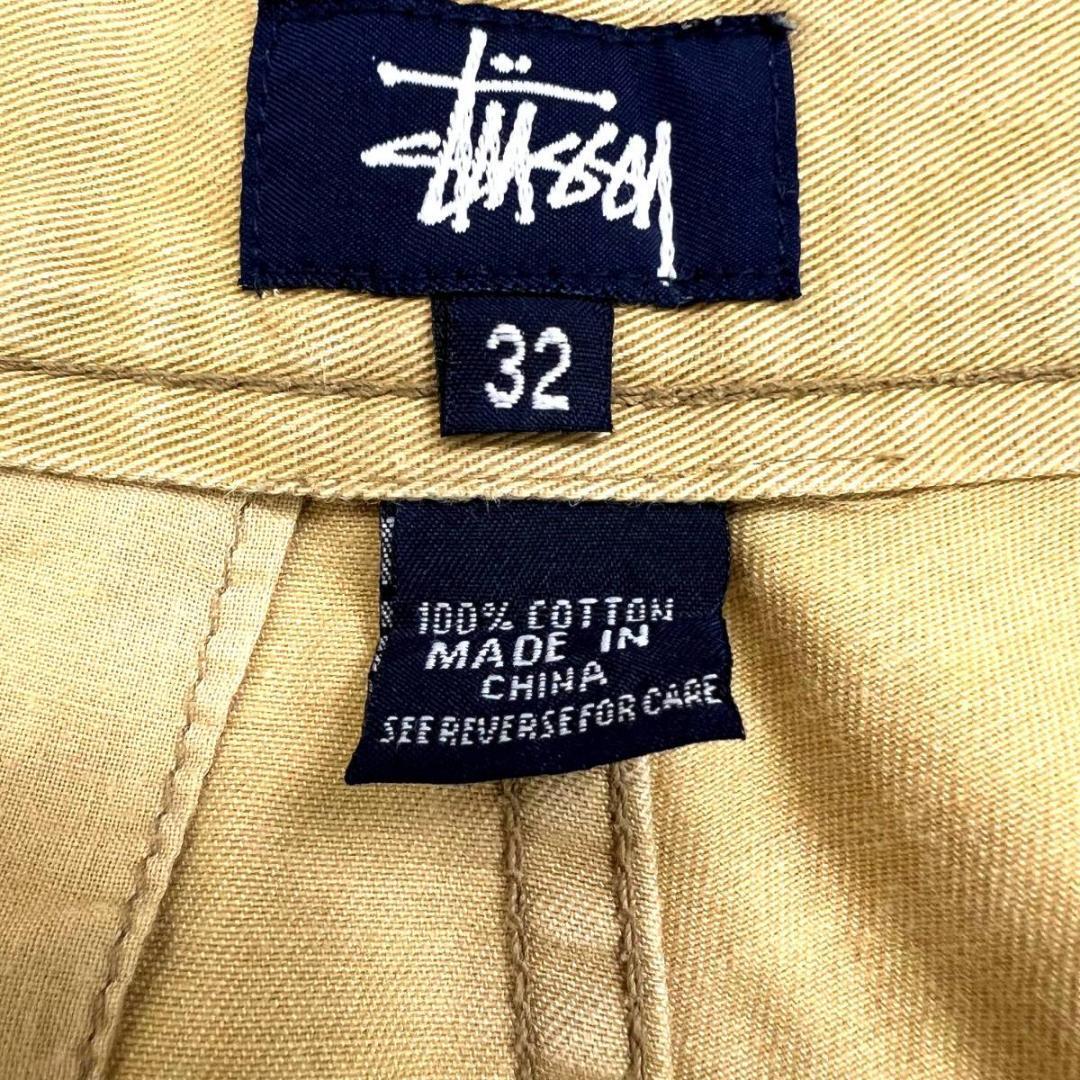 Stüssy
32
100% COTTON
MADE IN
CHINA
SEE REVERSE FOR CARE